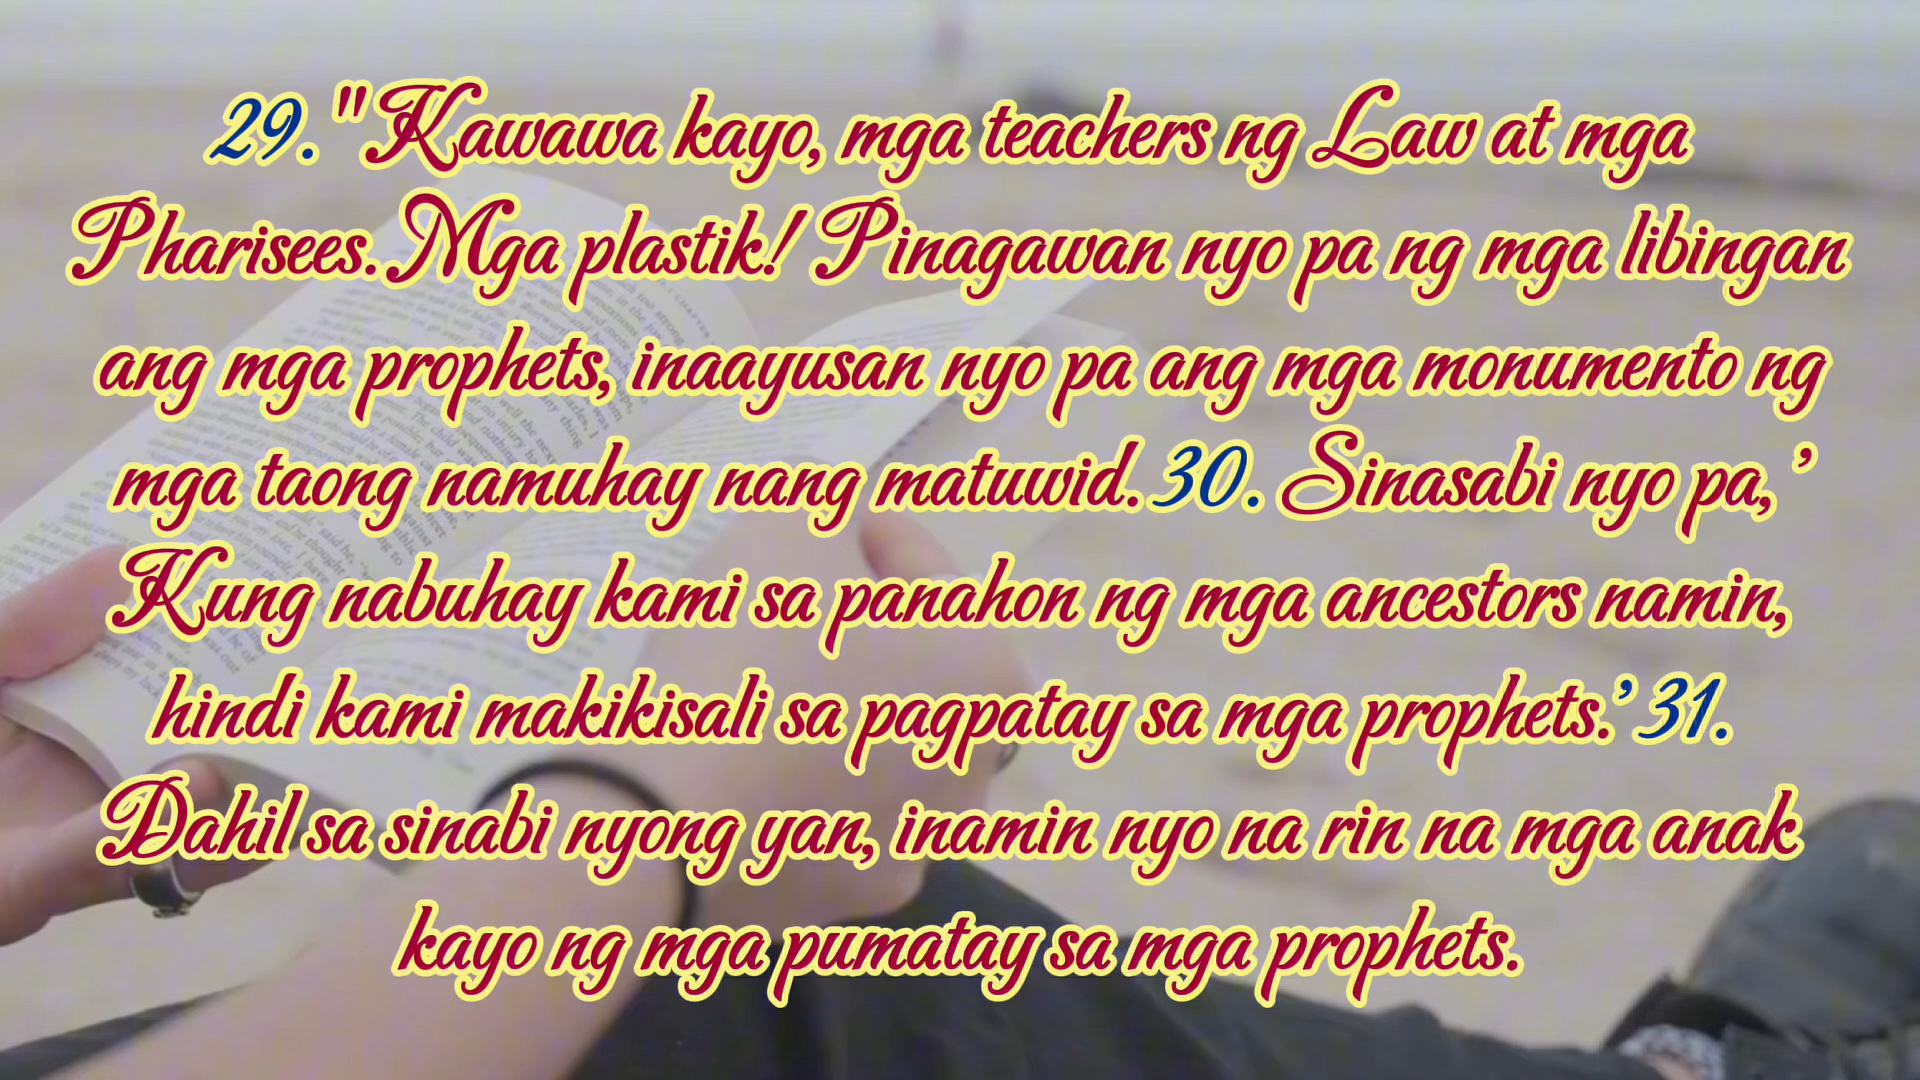 29. "Kawawa kayo, mga teachers ng Law at mga
Pharisees. Mga plastik! Pinagawan nyo pa ng mga libingan
ang mga prophets, inaayusan nyo pa ang mga monumento ng
mga taong namuhay nang matuwid. 30. Sinasabi nyo pa, ’
Kung nabuhay kami sa panahon ng mga ancestors namin,
hindi kami makikisali sa pagpatay sa mga prophets.’ 31.
Dahil sa sinabi nyong yan, inamin nyo na rin na mga anak
kayo ng mga pumatay sa mga prophets.